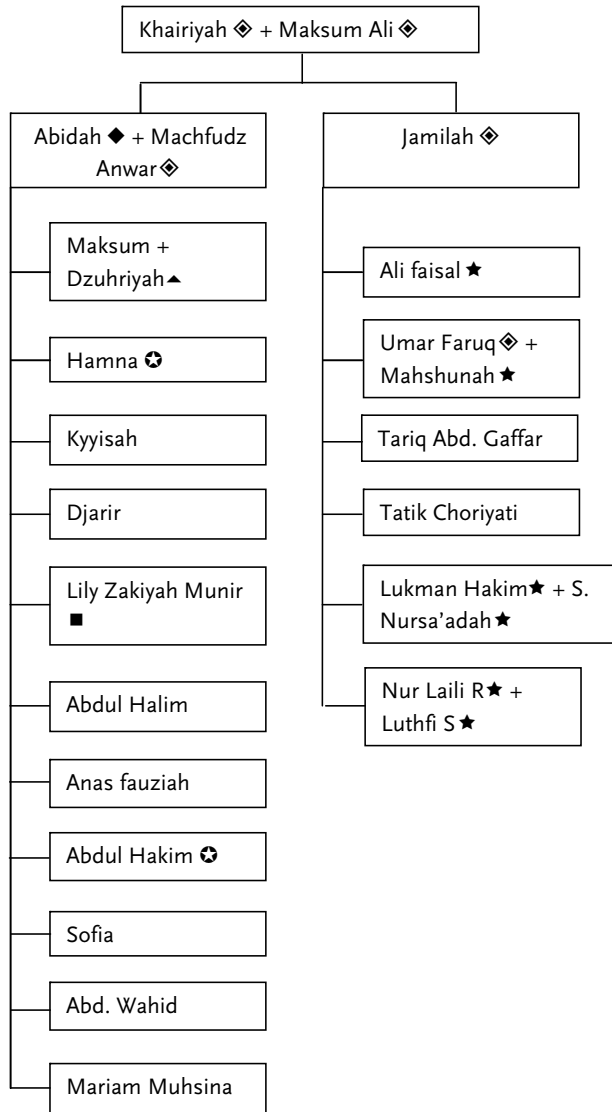 Khairiyah ◈ + Maksum Ali ◈
Abidah ◆ + Machfudz
Anwar ◈
Maksum +
Dzuhriyah ▲
Hamna ✪
Kyyisah
Djarir
Lily Zakiyah Munir
■
Abdul Halim
Anas fauziah
Abdul Hakim ✪
Sofia
Abd. Wahid
Mariam Muhsina
Jamilah ◈
Ali faisal ★
Umar Faruq ◈ +
Mahshunah ★
Tariq Abd. Gaffar
Tatik Choriyati
Lukman Hakim ★ + S.
Nursa’adah ★
Nur Laili R ★ +
Luthfi S ★